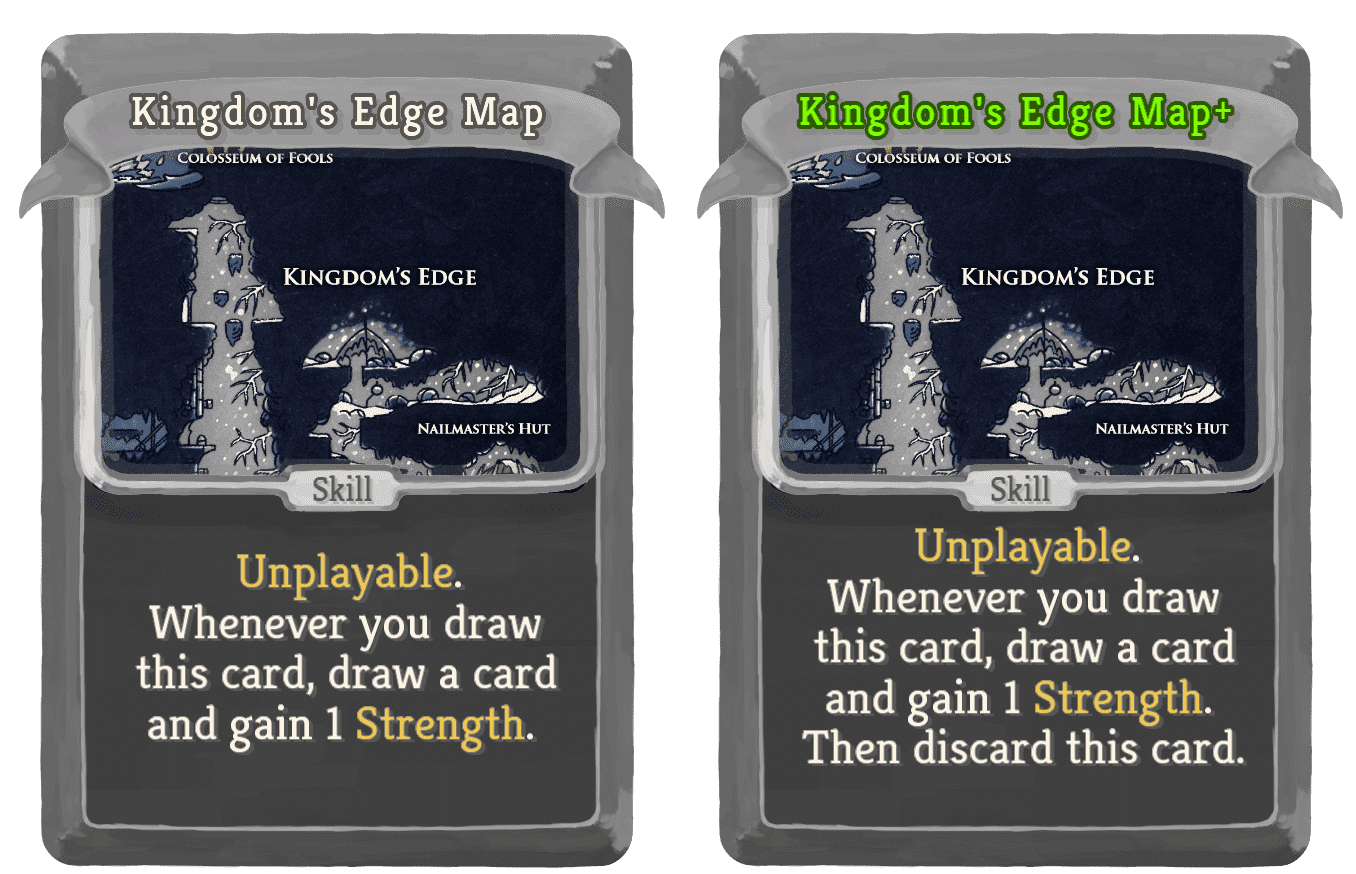 Kingdom's Edge Map
COLOSSEUM OF FOOLS
KINGDOM'S EDGE
NAILMASTER'S HUT
Skill
Unplayable.
Whenever you draw
this card, draw a card
and gain 1 Strength.
Kingdom's Edge Map+
COLOSSEUM OF FOOLS
KINGDOM'S EDGE
NAILMASTER'S HUT
Skill
Unplayable.
Whenever you draw
this card, draw a card
and gain 1 Strength.
Then discard this card.